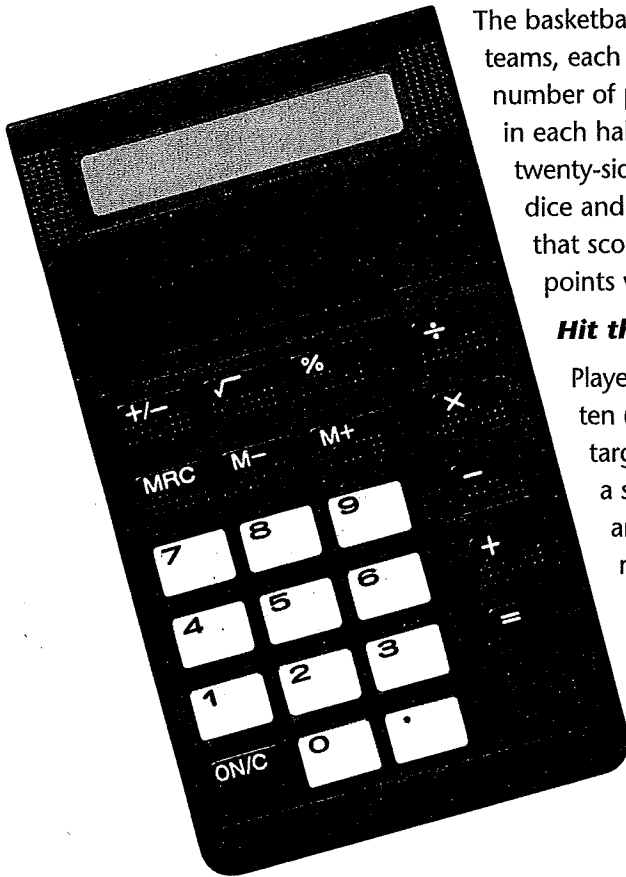 The basketba
teams, each
number of p
in each hal
twenty-sid
dice and
that sco
points v
Hit th
Playe
ten (
targ
a s
ar
r
+/- √ % ÷
MRC M- M+ ×
7 8 9 -
4 5 6 +
1 2 3 =
ON/C 0 .